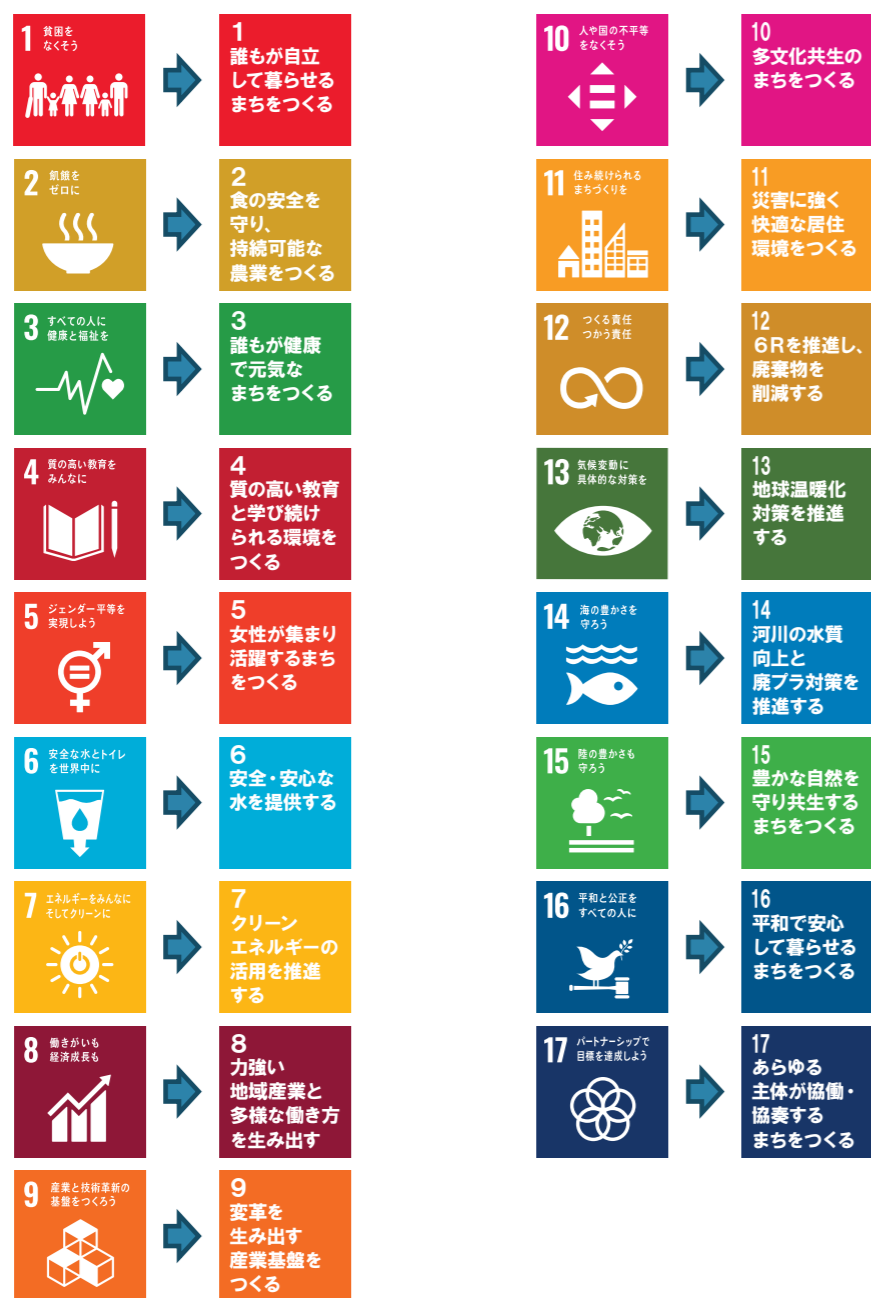 1 貧困を
なくそう
1
誰もが自立
して暮らせる
まちをつくる
2 飢餓を
ゼロに
2
食の安全を
守り、
持続可能な
農業をつくる
3 すべての人に
健康と福祉を
3
誰もが健康
で元気な
まちをつくる
4 質の高い教育を
みんなに
4
質の高い教育
と学び続け
られる環境を
つくる
5 ジェンダー平等を
実現しよう
5
女性が集まり
活躍するまち
をつくる
6 安全な水とトイレ
を世界中に
6
安全・安心な
水を提供する
7 エネルギーをみんなに
そしてクリーンに
7
クリーン
エネルギーの
活用を推進
する
8 働きがいも
経済成長も
8
力強い
地域産業と
多様な働き方
を生み出す
9 産業と技術革新の
基盤をつくろう
9
変革を
生み出す
産業基盤を
つくる
10 人や国の不平等
をなくそう
10
多文化共生の
まちをつくる
11 住み続けられる
まちづくりを
11
災害に強く
快適な居住
環境をつくる
12 つくる責任
つかう責任
12
６Rを推進し、
廃棄物を
削減する
13 気候変動に
具体的な対策を
13
地球温暖化
対策を推進
する
14 海の豊かさを
守ろう
14
河川の水質
向上と
廃プラ対策を
推進する
15 陸の豊かさも
守ろう
15
豊かな自然を
守り共生する
まちをつくる
16 平和と公正を
すべての人に
16
平和で安心
して暮らせる
まちをつくる
17 パートナーシップで
目標を達成しよう
17
あらゆる
主体が協働・
協奏する
まちをつくる